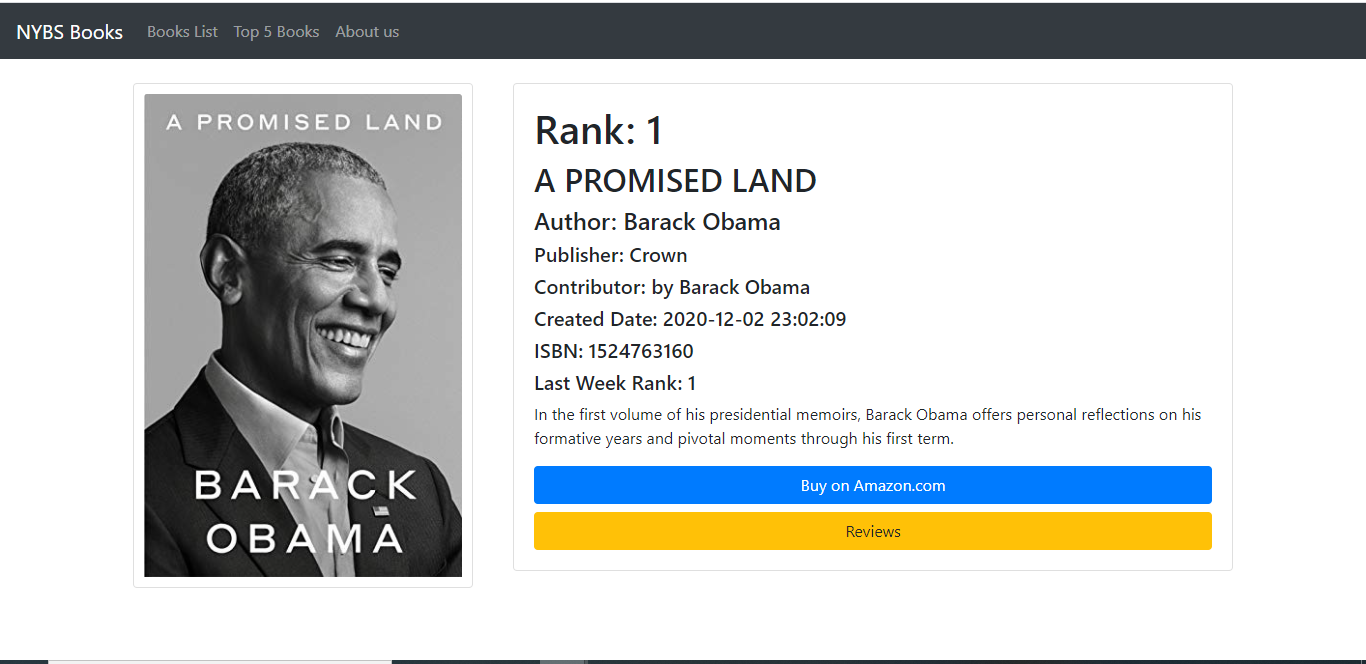 NYBS Books Books List Top 5 Books About us
A PROMISED LAND
BARACK
OBAMA
Rank: 1
A PROMISED LAND
Author: Barack Obama
Publisher: Crown
Contributor: by Barack Obama
Created Date: 2020-12-02 23:02:09
ISBN: 1524763160
Last Week Rank: 1
In the first volume of his presidential memoirs, Barack Obama offers personal reflections on his
formative years and pivotal moments through his first term.
Buy on Amazon.com
Reviews